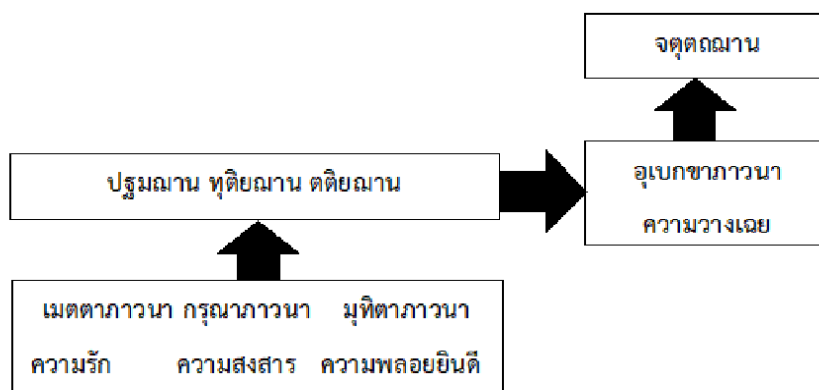 จตุตถฌาน
ปฐมฌาน ทุติยฌาน ตติยฌาน
อุเบกขาภาวนา
ความวางเฉย
เมตตาภาวนา กรุณาภาวนา มุทิตาภาวนา
ความรัก ความสงสาร ความพลอยยินดี